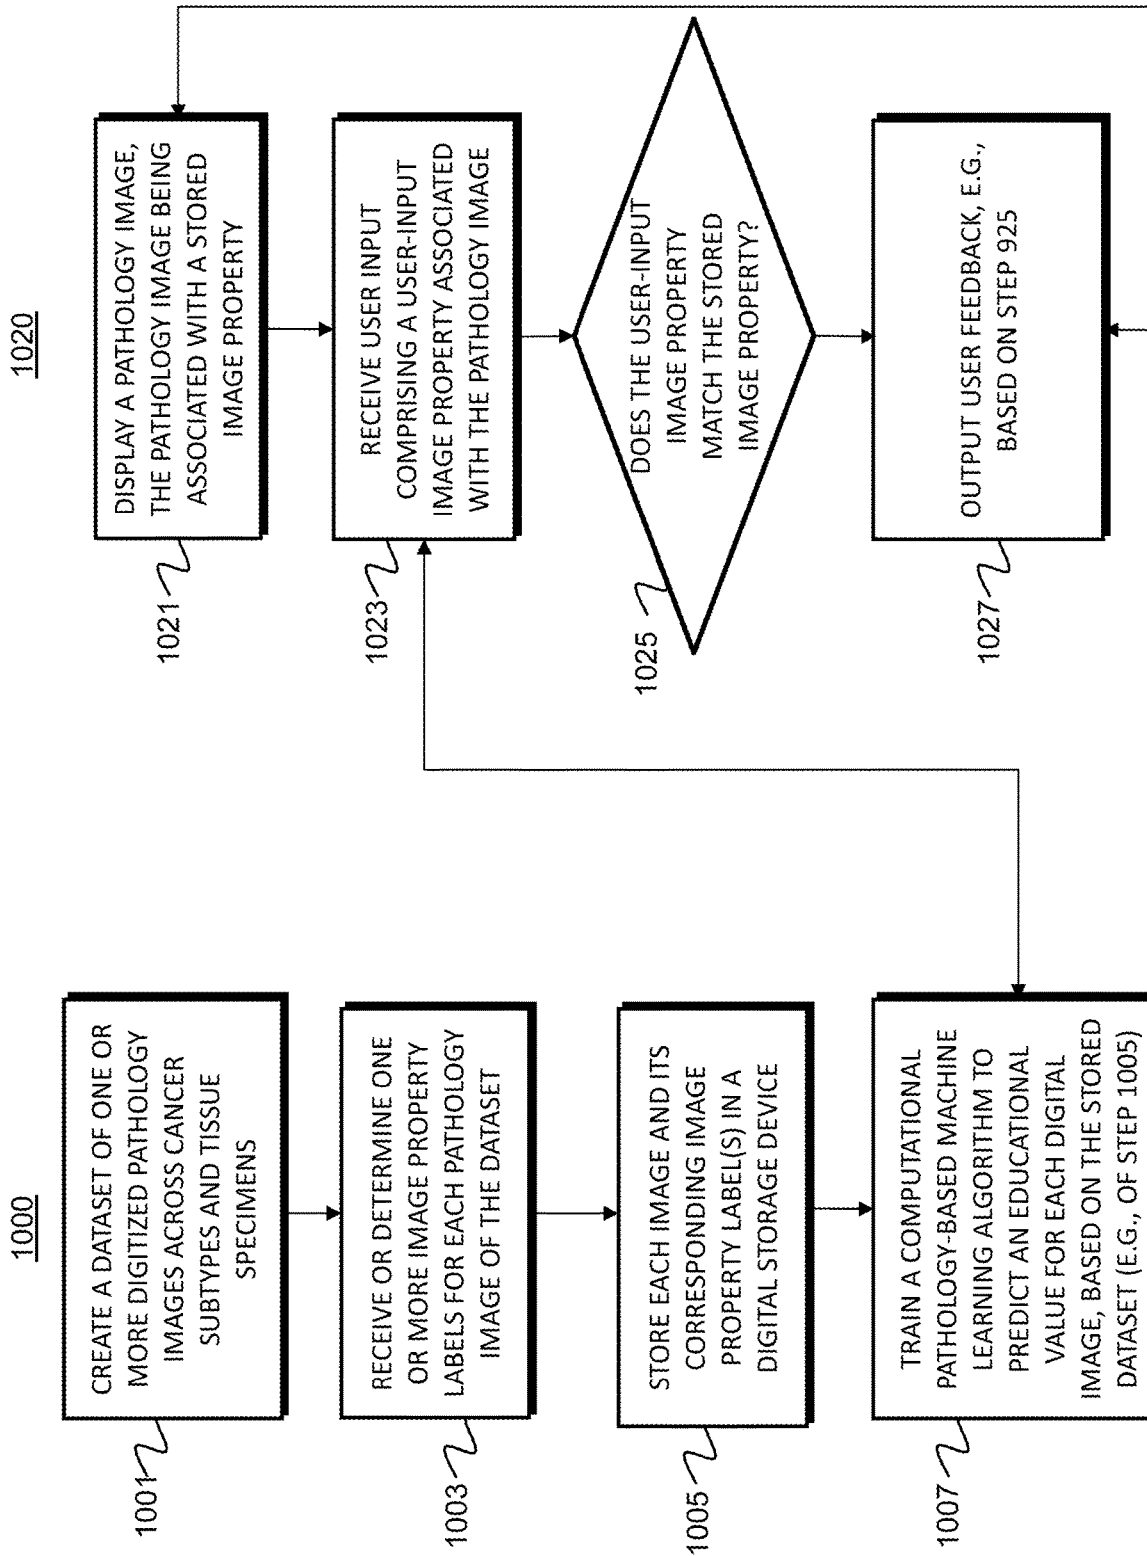 1000
CREATE A DATASET OF ONE OR
MORE DIGITIZED PATHOLOGY
IMAGES ACROSS CANCER
SUBTYPES AND TISSUE
SPECIMENS
1001
RECEIVE OR DETERMINE ONE
OR MORE IMAGE PROPERTY
LABELS FOR EACH PATHOLOGY
IMAGE OF THE DATASET
1003
STORE EACH IMAGE AND ITS
CORRESPONDING IMAGE
PROPERTY LABEL(S) IN A
DIGITAL STORAGE DEVICE
1005
TRAIN A COMPUTATIONAL
PATHOLOGY-BASED MACHINE
LEARNING ALGORITHM TO
PREDICT AN EDUCATIONAL
VALUE FOR EACH DIGITAL
IMAGE, BASED ON THE STORED
DATASET (E.G., OF STEP 1005)
1007
1020
DISPLAY A PATHOLOGY IMAGE,
THE PATHOLOGY IMAGE BEING
ASSOCIATED WITH A STORED
IMAGE PROPERTY
1021
RECEIVE USER INPUT
COMPRISING A USER-INPUT
IMAGE PROPERTY ASSOCIATED
WITH THE PATHOLOGY IMAGE
1023
DOES THE USER-INPUT
IMAGE PROPERTY
MATCH THE STORED
IMAGE PROPERTY?
1025
OUTPUT USER FEEDBACK, E.G.,
BASED ON STEP 925
1027